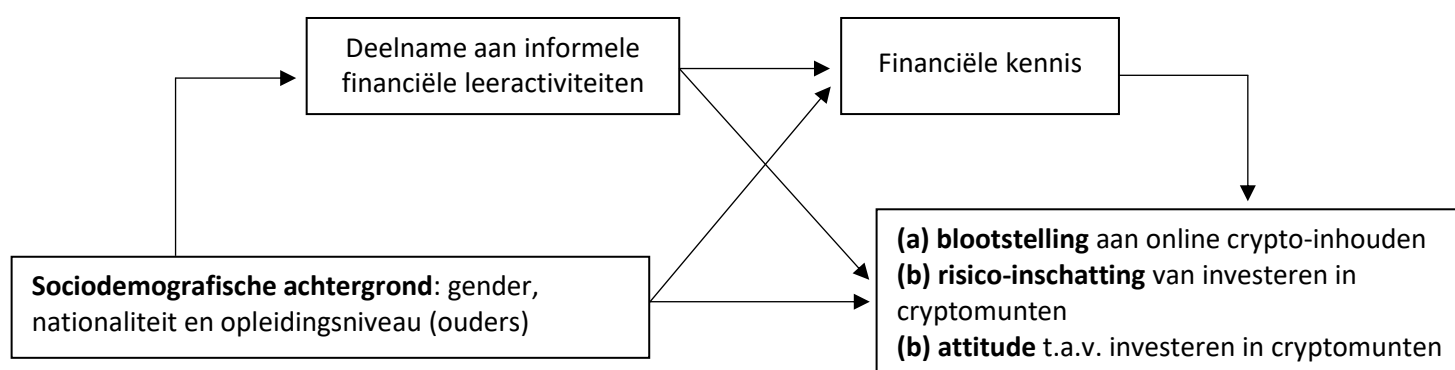 Deelname aan informele
financiële leeractiviteiten
Financiële kennis
Sociodemografische achtergrond: gender,
nationaliteit en opleidingsniveau (ouders)
(a) blootstelling aan online crypto-inhouden
(b) risico-inschatting van investeren in
cryptomunten
(b) attitude t.a.v. investeren in cryptomunten